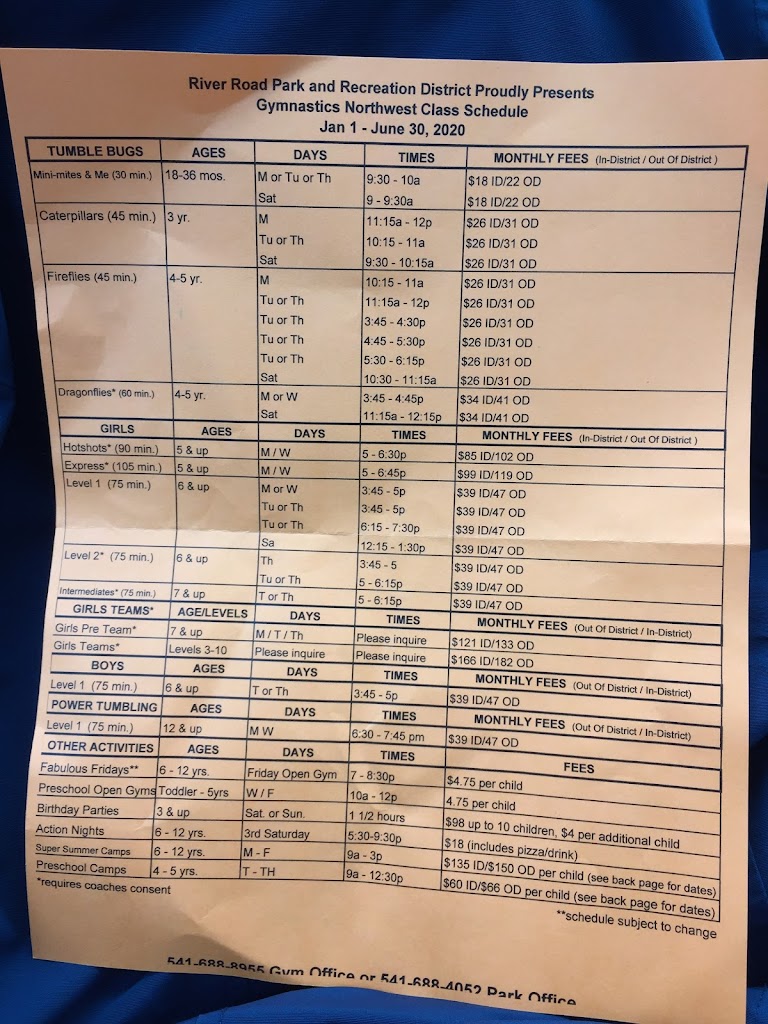 River Road Park and Recreation District Proudly Presents
Gymnastics Northwest Class Schedule
Jan 1 - June 30, 2020
TUMBLE BUGS AGES DAYS TIMES MONTHLY FEES (In-District / Out Of District )
Mini-mites & Me (30 min.) 18-36 mos. M or Tu or Th 9:30 - 10a $18 ID/22 OD
Sat 9 - 9:30a $18 ID/22 OD
Caterpillars (45 min.) 3 yr. M 11:15a - 12p $26 ID/31 OD
Tu or Th 10:15 - 11a $26 ID/31 OD
Sat 9:30 - 10:15a $26 ID/31 OD
Fireflies (45 min.) 4-5 yr. M 10:15 - 11a $26 ID/31 OD
Tu or Th 11:15a - 12p $26 ID/31 OD
Tu or Th 3:45 - 4:30p $26 ID/31 OD
Tu or Th 4:45 - 5:30p $26 ID/31 OD
Tu or Th 5:30 - 6:15p $26 ID/31 OD
Sat 10:30 - 11:15a $26 ID/31 OD
Dragonflies* (60 min.) 4-5 yr. M or W 3:45 - 4:45p $34 ID/41 OD
Sat 11:15a - 12:15p $34 ID/41 OD
GIRLS AGES DAYS TIMES MONTHLY FEES (In-District / Out Of District )
Hotshots* (90 min.) 5 & up M / W 5 - 6:30p $85 ID/102 OD
Express* (105 min.) 5 & up M / W 5 - 6:45p $99 ID/119 OD
Level 1 (75 min.) 6 & up M or W 3:45 - 5p $39 ID/47 OD
Tu or Th 3:45 - 5p $39 ID/47 OD
Tu or Th 6:15 - 7:30p $39 ID/47 OD
Sa 12:15 - 1:30p $39 ID/47 OD
Level 2* (75 min.) 6 & up Th 3:45 - 5 $39 ID/47 OD
Tu or Th 5 - 6:15p $39 ID/47 OD
Intermediates* (75 min.) 7 & up T or Th 5 - 6:15p $39 ID/47 OD
GIRLS TEAMS* AGE/LEVELS DAYS TIMES MONTHLY FEES (Out Of District / In-District)
Girls Pre Team* 7 & up M / T / Th Please inquire $121 ID/133 OD
Girls Teams* Levels 3-10 Please inquire Please inquire $166 ID/182 OD
BOYS AGES DAYS TIMES MONTHLY FEES (Out Of District / In-District)
Level 1 (75 min.) 6 & up T or Th 3:45 - 5p $39 ID/47 OD
POWER TUMBLING AGES DAYS TIMES MONTHLY FEES (Out Of District / In-District)
Level 1 (75 min.) 12 & up M W 6:30 - 7:45 pm $39 ID/47 OD
OTHER ACTIVITIES AGES DAYS TIMES FEES
Fabulous Fridays** 6 - 12 yrs. Friday Open Gym 7 - 8:30p $4.75 per child
Preschool Open Gyms Toddler - 5yrs W / F 10a - 12p 4.75 per child
Birthday Parties 3 & up Sat. or Sun. 1 1/2 hours $98 up to 10 children, $4 per additional child
Action Nights 6 - 12 yrs. 3rd Saturday 5:30-9:30p $18 (includes pizza/drink)
Super Summer Camps 6 - 12 yrs. M - F 9a - 3p $135 ID/$150 OD per child (see back page for dates)
Preschool Camps 4 - 5 yrs. T - TH 9a - 12:30p $60 ID/$66 OD per child (see back page for dates)
*requires coaches consent
**schedule subject to change
541-688-8955 Gym Office or 541-688-4052 Park Office